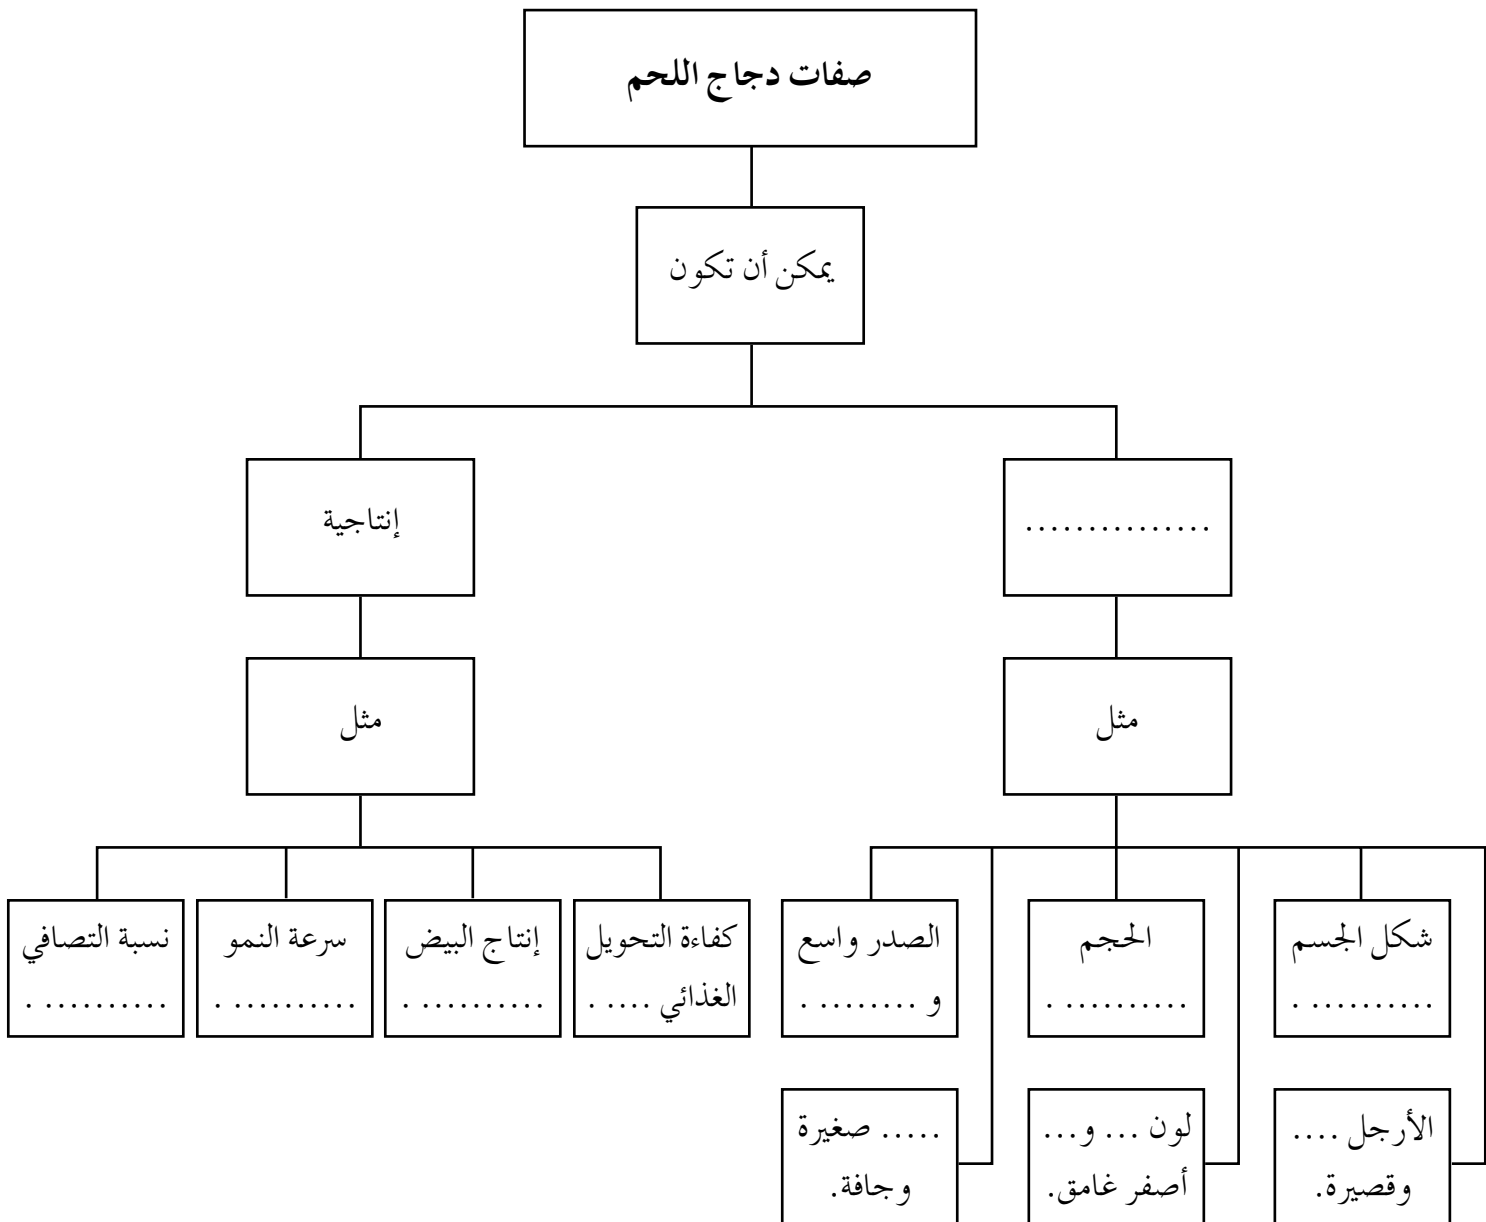 صفات دجاج اللحم
يمكن أن تكون
...............
إنتاجية
مثل
مثل
شكل الجسم
.......... .
الحجم
.......... .
الصدر واسع
و ........ .
كفاءة التحويل
الغذائي .... .
إنتاج البيض
.......... .
سرعة النمو
.......... .
نسبة التصافي
.......... .
الأرجل ....
وقصيرة.
لون ... و...
أصفر غامق.
..... صغيرة
وجافة.